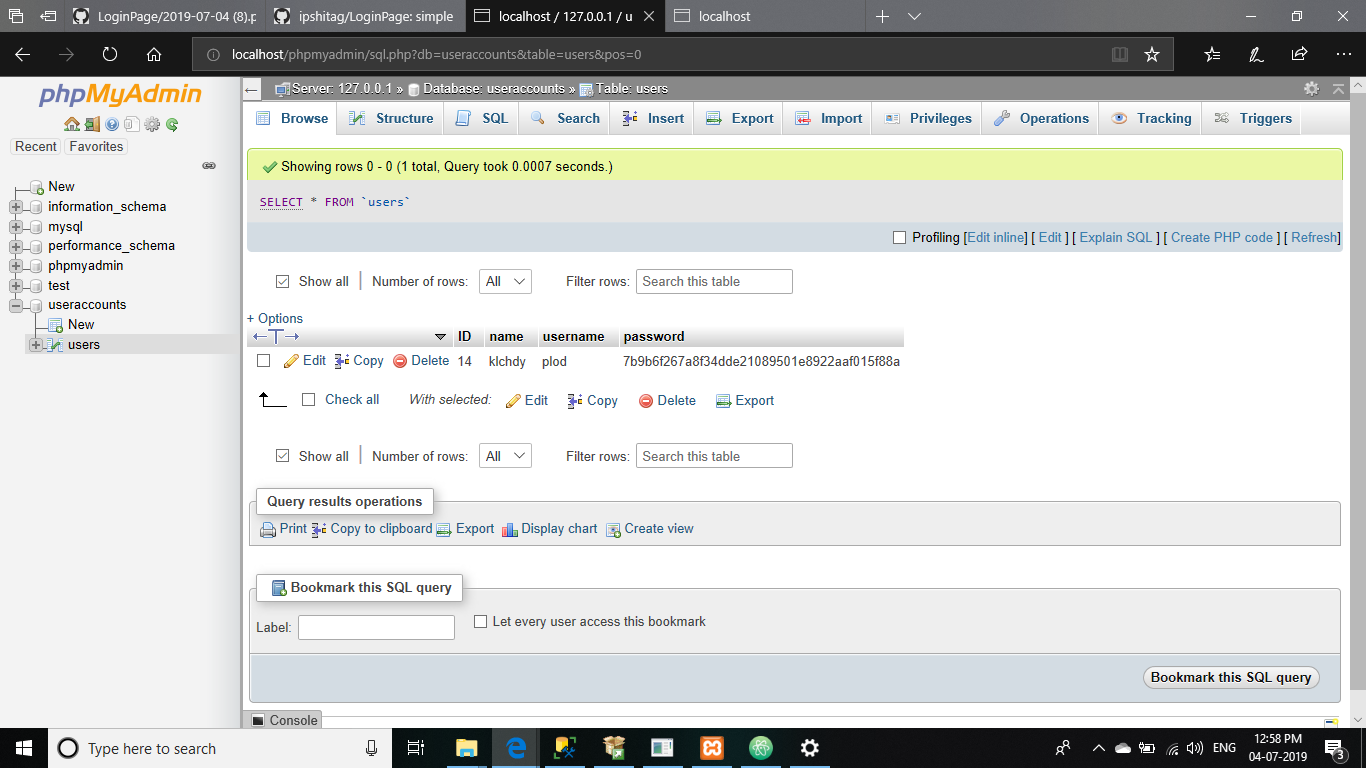 LoginPage/2019-07-04 (8).p
ipshitag/LoginPage: simple
localhost / 127.0.0.1 / u
localhost
localhost/phpmyadmin/sql.php?db=useraccounts&table=users&pos=0
phpMyAdmin
Recent Favorites
New
information_schema
mysql
performance_schema
phpmyadmin
test
useraccounts
New
users
Server: 127.0.0.1 » Database: useraccounts » Table: users
Browse Structure SQL Search Insert Export Import Privileges Operations Tracking Triggers
Showing rows 0 - 0 (1 total, Query took 0.0007 seconds.)
SELECT * FROM `users`
Profiling [Edit inline] [ Edit ] [ Explain SQL ] [ Create PHP code ] [ Refresh]
Show all Number of rows: All Filter rows: Search this table
+ Options
←T→ ID name username password
Edit Copy Delete 14 klchdy plod 7b9b6f267a8f34dde21089501e8922aaf015f88a
Check all With selected: Edit Copy Delete Export
Show all Number of rows: All Filter rows: Search this table
Query results operations
Print Copy to clipboard Export Display chart Create view
Bookmark this SQL query
Label: Let every user access this bookmark
Bookmark this SQL query
Console
Type here to search
ENG
12:58 PM
04-07-2019
3